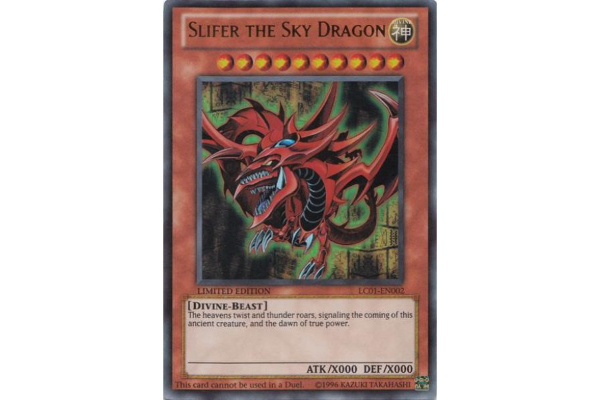 SLIFER THE SKY DRAGON
神
LIMITED EDITION LC01-EN002
[DIVINE-BEAST]
The heavens twist and thunder roars, signaling the coming of this
ancient creature, and the dawn of true power.
ATK/X000 DEF/X000
This card cannot be used in a Duel. ©1996 KAZUKI TAKAHASHI